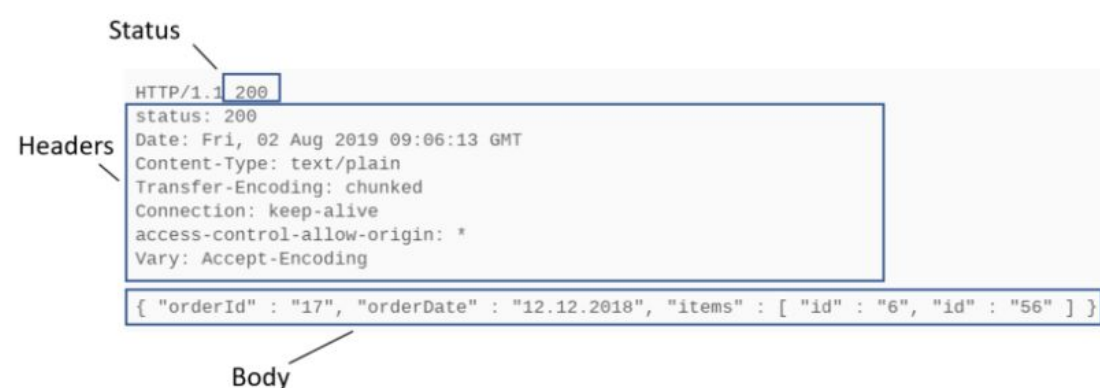 Status
HTTP/1.1 200
status: 200
Date: Fri, 02 Aug 2019 09:06:13 GMT
Headers
Content-Type: text/plain
Transfer-Encoding: chunked
Connection: keep-alive
access-control-allow-origin: *
Vary: Accept-Encoding
{ "orderId" : "17", "orderDate" : "12.12.2018", "items" : [ "id" : "6", "id" : "56" ] }
Body